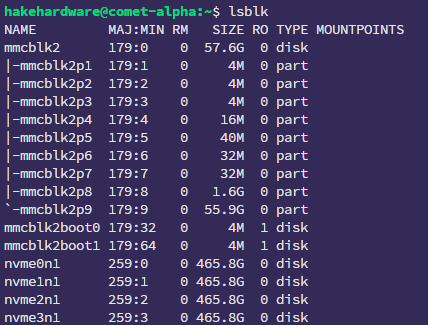 hakehardware@comet-alpha:~$ lsblk
NAME         MAJ:MIN RM   SIZE RO TYPE MOUNTPOINTS
mmcblk2      179:0    0  57.6G  0 disk
|-mmcblk2p1  179:1    0     4M  0 part
|-mmcblk2p2  179:2    0     4M  0 part
|-mmcblk2p3  179:3    0     4M  0 part
|-mmcblk2p4  179:4    0    16M  0 part
|-mmcblk2p5  179:5    0    40M  0 part
|-mmcblk2p6  179:6    0    32M  0 part
|-mmcblk2p7  179:7    0    32M  0 part
|-mmcblk2p8  179:8    0   1.6G  0 part
`-mmcblk2p9  179:9    0  55.9G  0 part
mmcblk2boot0 179:32   0     4M  1 disk
mmcblk2boot1 179:64   0     4M  1 disk
nvme0n1      259:0    0 465.8G  0 disk
nvme1n1      259:1    0 465.8G  0 disk
nvme2n1      259:2    0 465.8G  0 disk
nvme3n1      259:3    0 465.8G  0 disk